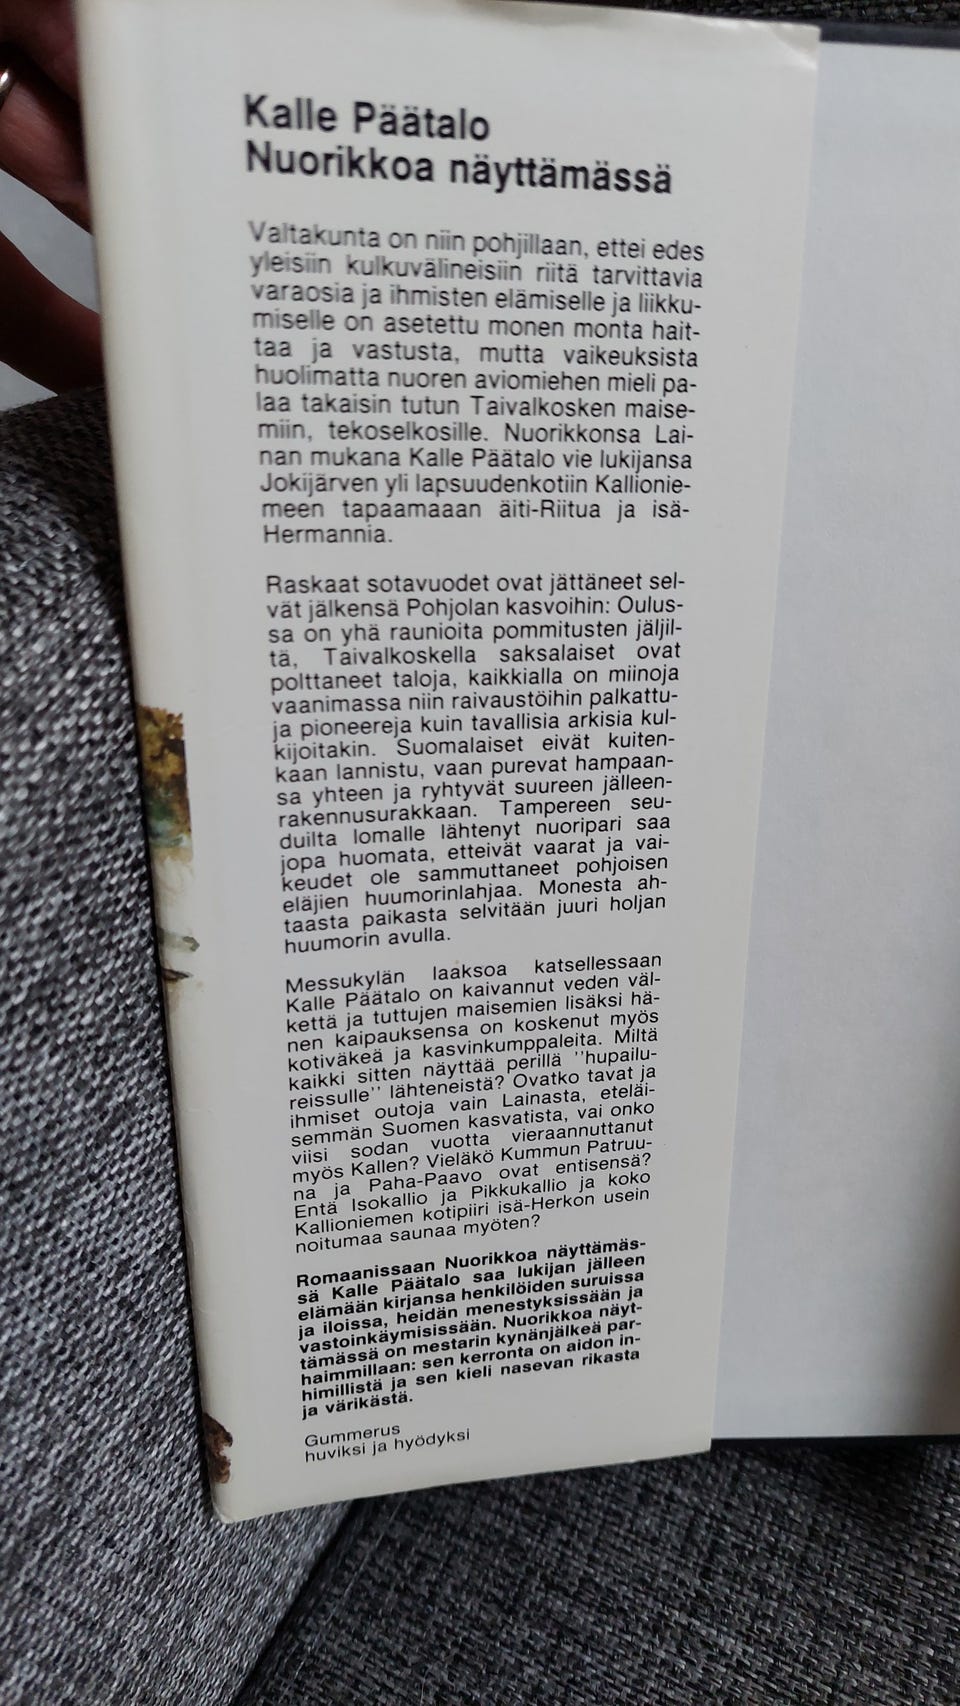 Kalle Päätalo
Nuorikkoa näyttämässä
Valtakunta on niin pohjillaan, ettei edes
yleisiin kulkuvälineisiin riitä tarvittavia
varaosia ja ihmisten elämiselle ja liikku-
miselle on asetettu monen monta hait-
taa ja vastusta, mutta vaikeuksista
huolimatta nuoren aviomiehen mieli pa-
laa takaisin tutun Taivalkosken maise-
miin, tekoselkosille. Nuorikkonsa Lai-
nan mukana Kalle Päätalo vie lukijansa
Jokijärven yli lapsuudenkotiin Kallionie-
meen tapaamaaan äiti-Riitua ja isä-
Hermannia.
Raskaat sotavuodet ovat jättäneet sel-
vät jälkensä Pohjolan kasvoihin: Oulus-
sa on yhä raunioita pommitusten jäljil-
tä, Taivalkoskella saksalaiset ovat
polttaneet taloja, kaikkialla on miinoja
vaanimassa niin raivaustöihin palkattu-
ja pioneereja kuin tavallisia arkisia kul-
kijoitakin. Suomalaiset eivät kuiten-
kaan lannistu, vaan purevat hampaan-
sa yhteen ja ryhtyvät suureen jälleen-
rakennusurakkaan. Tampereen seu-
duilta lomalle lähtenyt nuoripari saa
jopa huomata, etteivät vaarat ja vai-
keudet ole sammuttaneet pohjoisen
eläjien huumorinlahjaa. Monesta ah-
taasta paikasta selvitään juuri holjan
huumorin avulla.
Messukylän laaksoa katsellessaan
Kalle Päätalo on kaivannut veden väl-
kettä ja tuttujen maisemien lisäksi hä-
nen kaipauksensa on koskenut myös
kotiväkeä ja kasvinkumppaleita. Miltä
kaikki sitten näyttää perillä ''hupailu-
reissulle'' lähteneistä? Ovatko tavat ja
ihmiset outoja vain Lainasta, eteläi-
semmän Suomen kasvatista, vai onko
viisi sodan vuotta vieraannuttanut
myös Kallen? Vieläkö Kummun Patruu-
na ja Paha-Paavo ovat entisensä?
Entä Isokallio ja Pikkukallio ja koko
Kallioniemen kotipiiri isä-Herkon usein
noitumaa saunaa myöten?
Romaanissaan Nuorikkoa näyttämäs-
sä Kalle Päätalo saa lukijan jälleen
elämään kirjansa henkilöiden suruissa
ja iloissa, heidän menestyksissään ja
vastoinkäymisissään. Nuorikkoa näyt-
tämässä on mestarin kynänjälkeä par-
haimmillaan: sen kerronta on aidon in-
himillistä ja sen kieli nasevan rikasta
ja värikästä.
Gummerus
huviksi ja hyödyksi